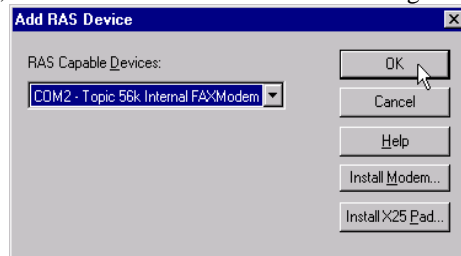 Add RAS Device
RAS Capable Devices:
COM2 - Topic 56k Internal FAXModem
OK
Cancel
Help
Install Modem...
Install X25 Pad...